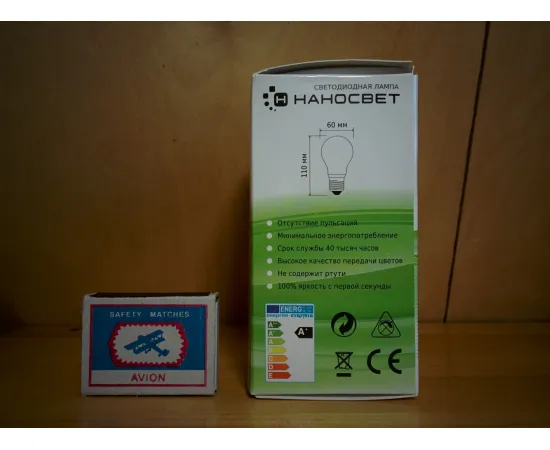 СВЕТОДИОДНАЯ ЛАМПА
НАНОСВЕТ
60 мм
110 мм
Отсутствие пульсаций
Минимальное энергопотребление
Срок службы 40 тысяч часов
Высокое качество передачи цветов
Не содержит ртути
100% яркость с первой секунды
ENERG
A+
CE
SAFETY MATCHES
AVION